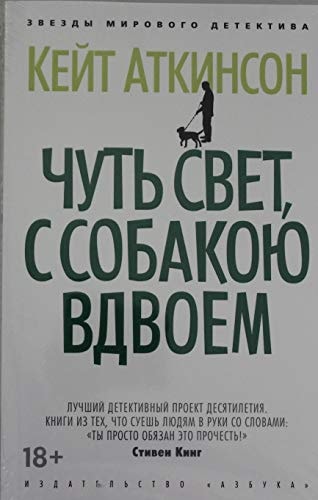 ЗВЕЗДЫ МИРОВОГО ДЕТЕКТИВА
КЕЙТ АТКИНСОН
ЧУТЬ СВЕТ,
С СОБАКОЮ
ВДВОЕМ
ЛУЧШИЙ ДЕТЕКТИВНЫЙ ПРОЕКТ ДЕСЯТИЛЕТИЯ.
КНИГИ ИЗ ТЕХ, ЧТО СУЕШЬ ЛЮДЯМ В РУКИ СО СЛОВАМИ:
«ТЫ ПРОСТО ОБЯЗАН ЭТО ПРОЧЕСТЬ!»
Стивен Кинг
18+
ИЗДАТЕЛЬСТВО «АЗБУКА»